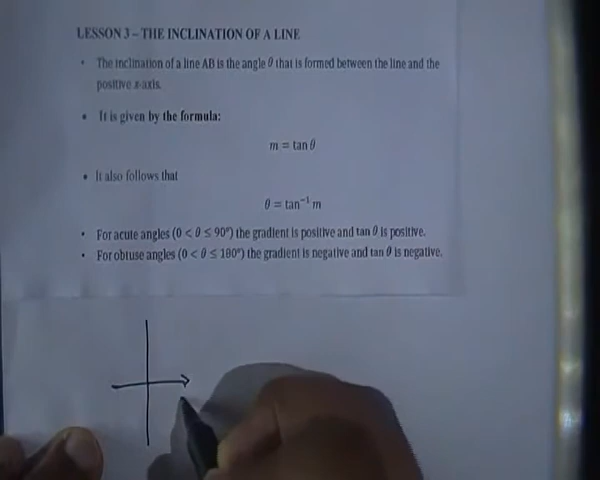 LESSON 3 – THE INCLINATION OF A LINE
• The inclination of a line AB is the angle θ that is formed between the line and the
positive x-axis.
• It is given by the formula:
m = tan θ
• It also follows that
θ = tan⁻¹ m
• For acute angles (0 < θ ≤ 90°) the gradient is positive and tan θ is positive.
• For obtuse angles (0 < θ ≤ 180°) the gradient is negative and tan θ is negative.